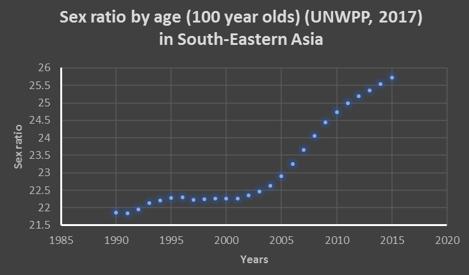 Sex ratio by age (100 year olds) (UNWPP, 2017)
in South-Eastern Asia
26
25.5
25
24.5
24
23.5
23
22.5
22
21.5
Sex ratio
1985 1990 1995 2000 2005 2010 2015 2020
Years